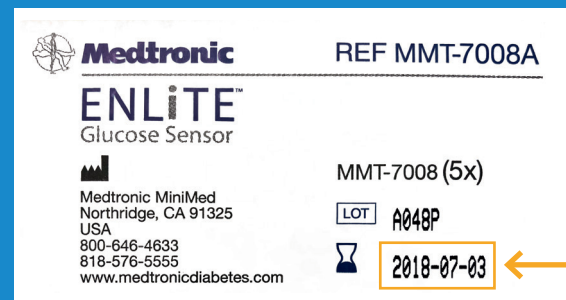 Medtronic
REF MMT-7008A
ENLiTE™
Glucose Sensor
MMT-7008 (5x)
Medtronic MiniMed
Northridge, CA 91325
USA
800-646-4633
818-576-5555
www.medtronicdiabetes.com
LOT A048P
2018-07-03